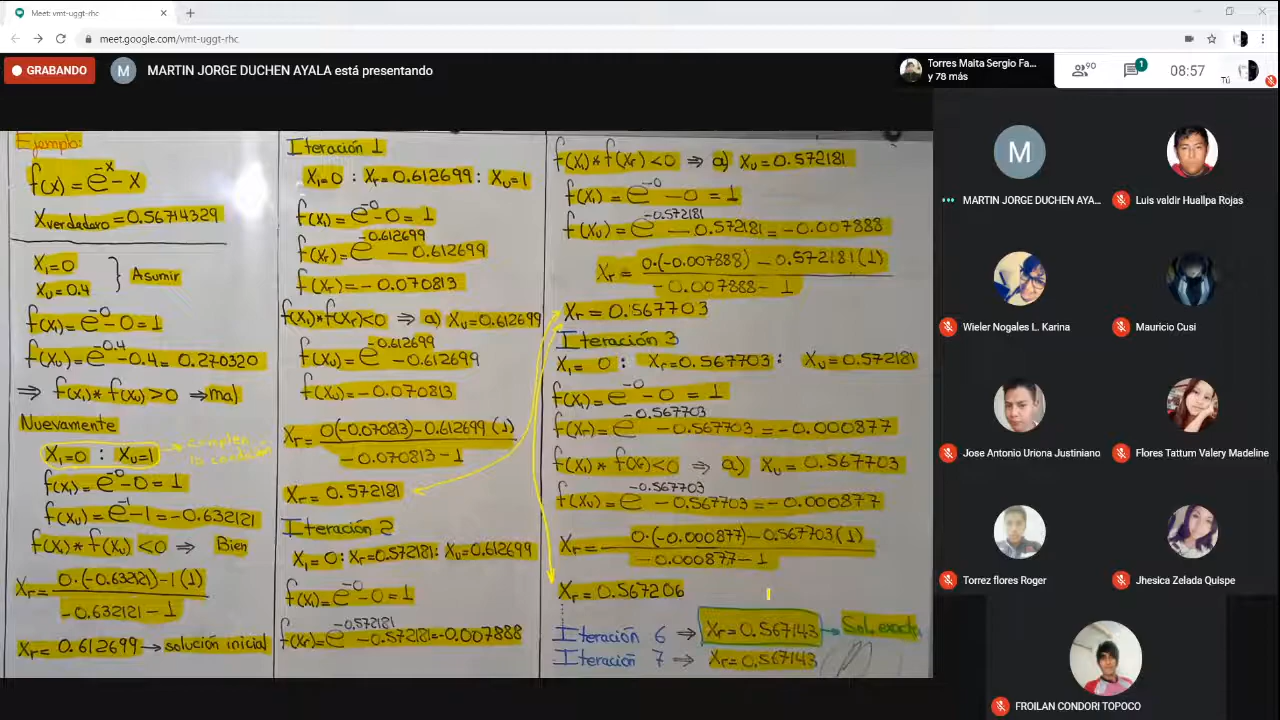 Meet: vmt-uggt-rhc
meet.google.com/vmt-uggt-rhc
GRABANDO
M
MARTIN JORGE DUCHEN AYALA está presentando
Torres Maita Sergio Fa...
y 78 más
90
1
08:57
Tú
Ejemplo:
f(x) = e^-x - x
Xverdadero = 0.56714329
Xl=0
Xu=0.4
Asumir
f(xl) = e^-0 - 0 = 1
f(xu) = e^-0.4 - 0.4 = 0.270320
⇒ f(xl) * f(xu) > 0 ⇒ mal
Nuevamente
Xl=0 : Xu=1
cumplen
la condición
f(xl) = e^-0 - 0 = 1
f(xu) = e^-1 - 1 = -0.632121
f(xl) * f(xu) < 0 ⇒ Bien
Xr = 0·(-0.632121) - 1(1)
-0.632121 - 1
Xr = 0.612699 → solución inicial
Iteración 1
Xl=0 : Xr=0.612699 : Xu=1
f(xl) = e^-0 - 0 = 1
f(xr) = e^-0.612699 - 0.612699
f(xr) = -0.070813
f(xl) * f(xr) < 0 ⇒ a) Xu = 0.612699
f(xu) = e^-0.612699 - 0.612699
f(xu) = -0.070813
Xr = 0(-0.070813) - 0.612699 (1)
-0.070813 - 1
Xr = 0.572181
Iteración 2
Xl=0 : Xr=0.572181 : Xu=0.612699
f(xl) = e^-0 - 0 = 1
f(xr) = e^-0.572181 - 0.572181 = -0.007888
f(xl) * f(xr) < 0 ⇒ a) Xu = 0.572181
f(xl) = e^-0 - 0 = 1
f(xu) = e^-0.572181 - 0.572181 = -0.007888
Xr = 0·(-0.007888) - 0.572181(1)
-0.007888 - 1
Xr = 0.567703
Iteración 3
Xl = 0 : Xr = 0.567703 : Xu = 0.572181
f(xl) = e^-0 - 0 = 1
f(xr) = e^-0.567703 - 0.567703 = -0.000877
f(xl) * f(xr) < 0 ⇒ a) Xu = 0.567703
f(xu) = e^-0.567703 - 0.567703 = -0.000877
Xr = 0·(-0.000877) - 0.567703(1)
-0.000877 - 1
Xr = 0.567206
Iteración 6 → Xr = 0.567143 → Sol. exacta
Iteración 7 → Xr = 0.567143
M
MARTIN JORGE DUCHEN AYA...
Luis valdir Huallpa Rojas
Wieler Nogales L. Karina
Mauricio Cusi
Jose Antonio Uriona Justiniano
Flores Tattum Valery Madeline
Torrez flores Roger
Jhesica Zelada Quispe
FROILAN CONDORI TOPOCO